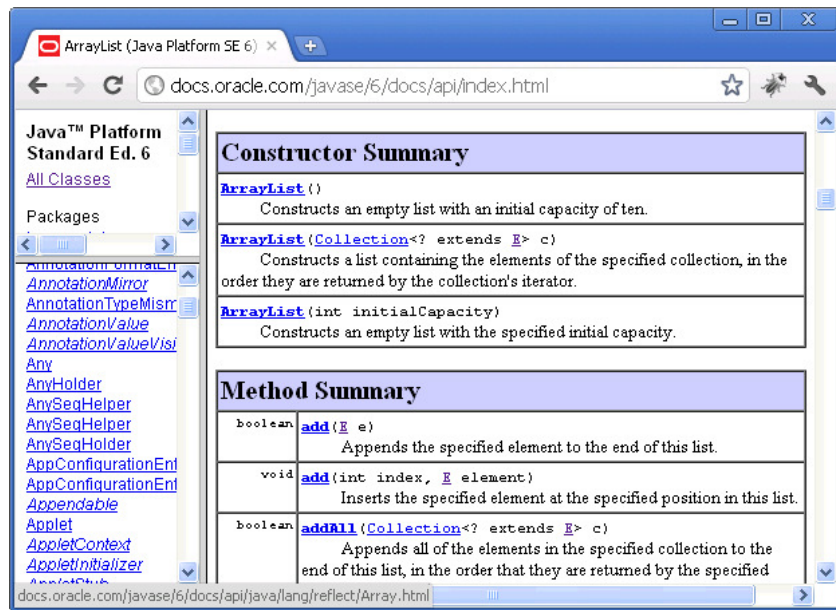 ArrayList (Java Platform SE 6)
docs.oracle.com/javase/6/docs/api/index.html
Java™ Platform
Standard Ed. 6
All Classes
Packages
AnnotationMirror
AnnotationTypeMism
AnnotationValue
AnnotationValueVisi
Any
AnyHolder
AnySeqHelper
AnySeqHelper
AnySeqHolder
AppConfigurationEnt
AppConfigurationEnt
Appendable
Applet
AppletContext
AppletInitializer
Constructor Summary
ArrayList()
Constructs an empty list with an initial capacity of ten.
ArrayList(Collection<? extends E> c)
Constructs a list containing the elements of the specified collection, in the
order they are returned by the collection's iterator.
ArrayList(int initialCapacity)
Constructs an empty list with the specified initial capacity.
Method Summary
boolean add(E e)
Appends the specified element to the end of this list.
void add(int index, E element)
Inserts the specified element at the specified position in this list.
boolean addAll(Collection<? extends E> c)
Appends all of the elements in the specified collection to the
end of this list, in the order that they are returned by the specified
docs.oracle.com/javase/6/docs/api/java/lang/reflect/Array.html